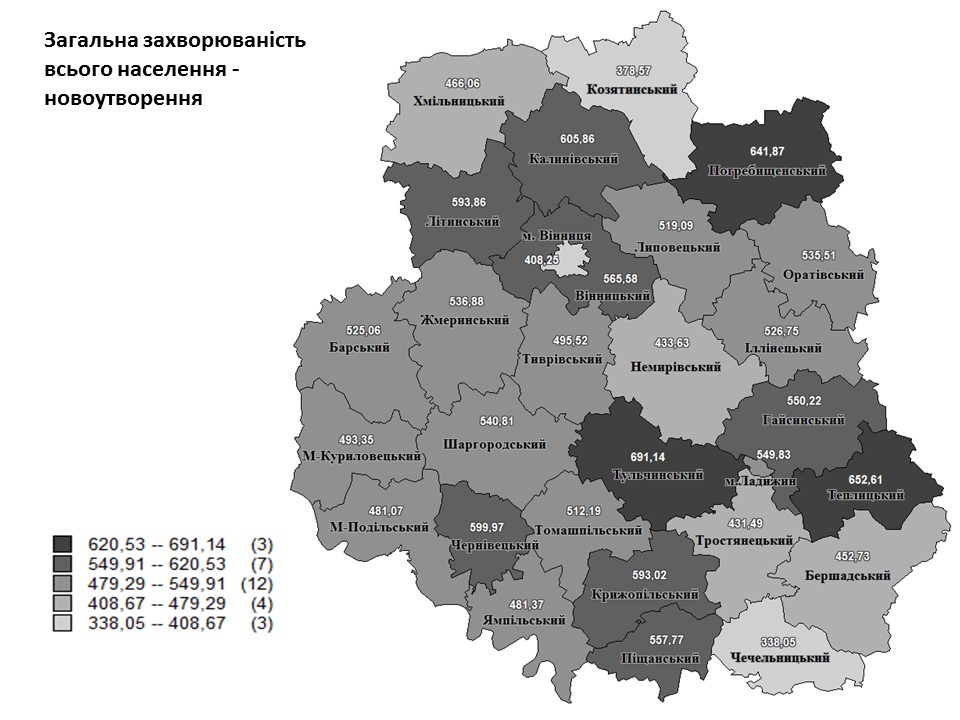 Загальна захворюваність
всього населення -
новоутворення
378,57
Козятинський
466,06
Хмільницький
605,86
Калинівський
641,87
Погребищенський
593,86
Літинський
519,09
Липовецький
м. Вінниця
408,25
535,51
Оратівський
565,58
Вінницький
536,88
Жмеринський
525,06
Барський
495,52
Тиврівський
433,63
Немирівський
526,75
Іллінецький
550,22
Гайсинський
540,81
Шаргородський
493,35
М-Куриловецький
691,14
Тульчинський
549,83
м.Ладижин
652,61
Теплицький
481,07
М-Подільський
599,97
Чернівецький
512,19
Томашпільський
431,49
Тростянецький
452,73
Бершадський
593,02
Крижопільський
481,37
Ямпільський
557,77
Піщанський
338,05
Чечельницький
620,53 -- 691,14 (3)
549,91 -- 620,53 (7)
479,29 -- 549,91 (12)
408,67 -- 479,29 (4)
338,05 -- 408,67 (3)